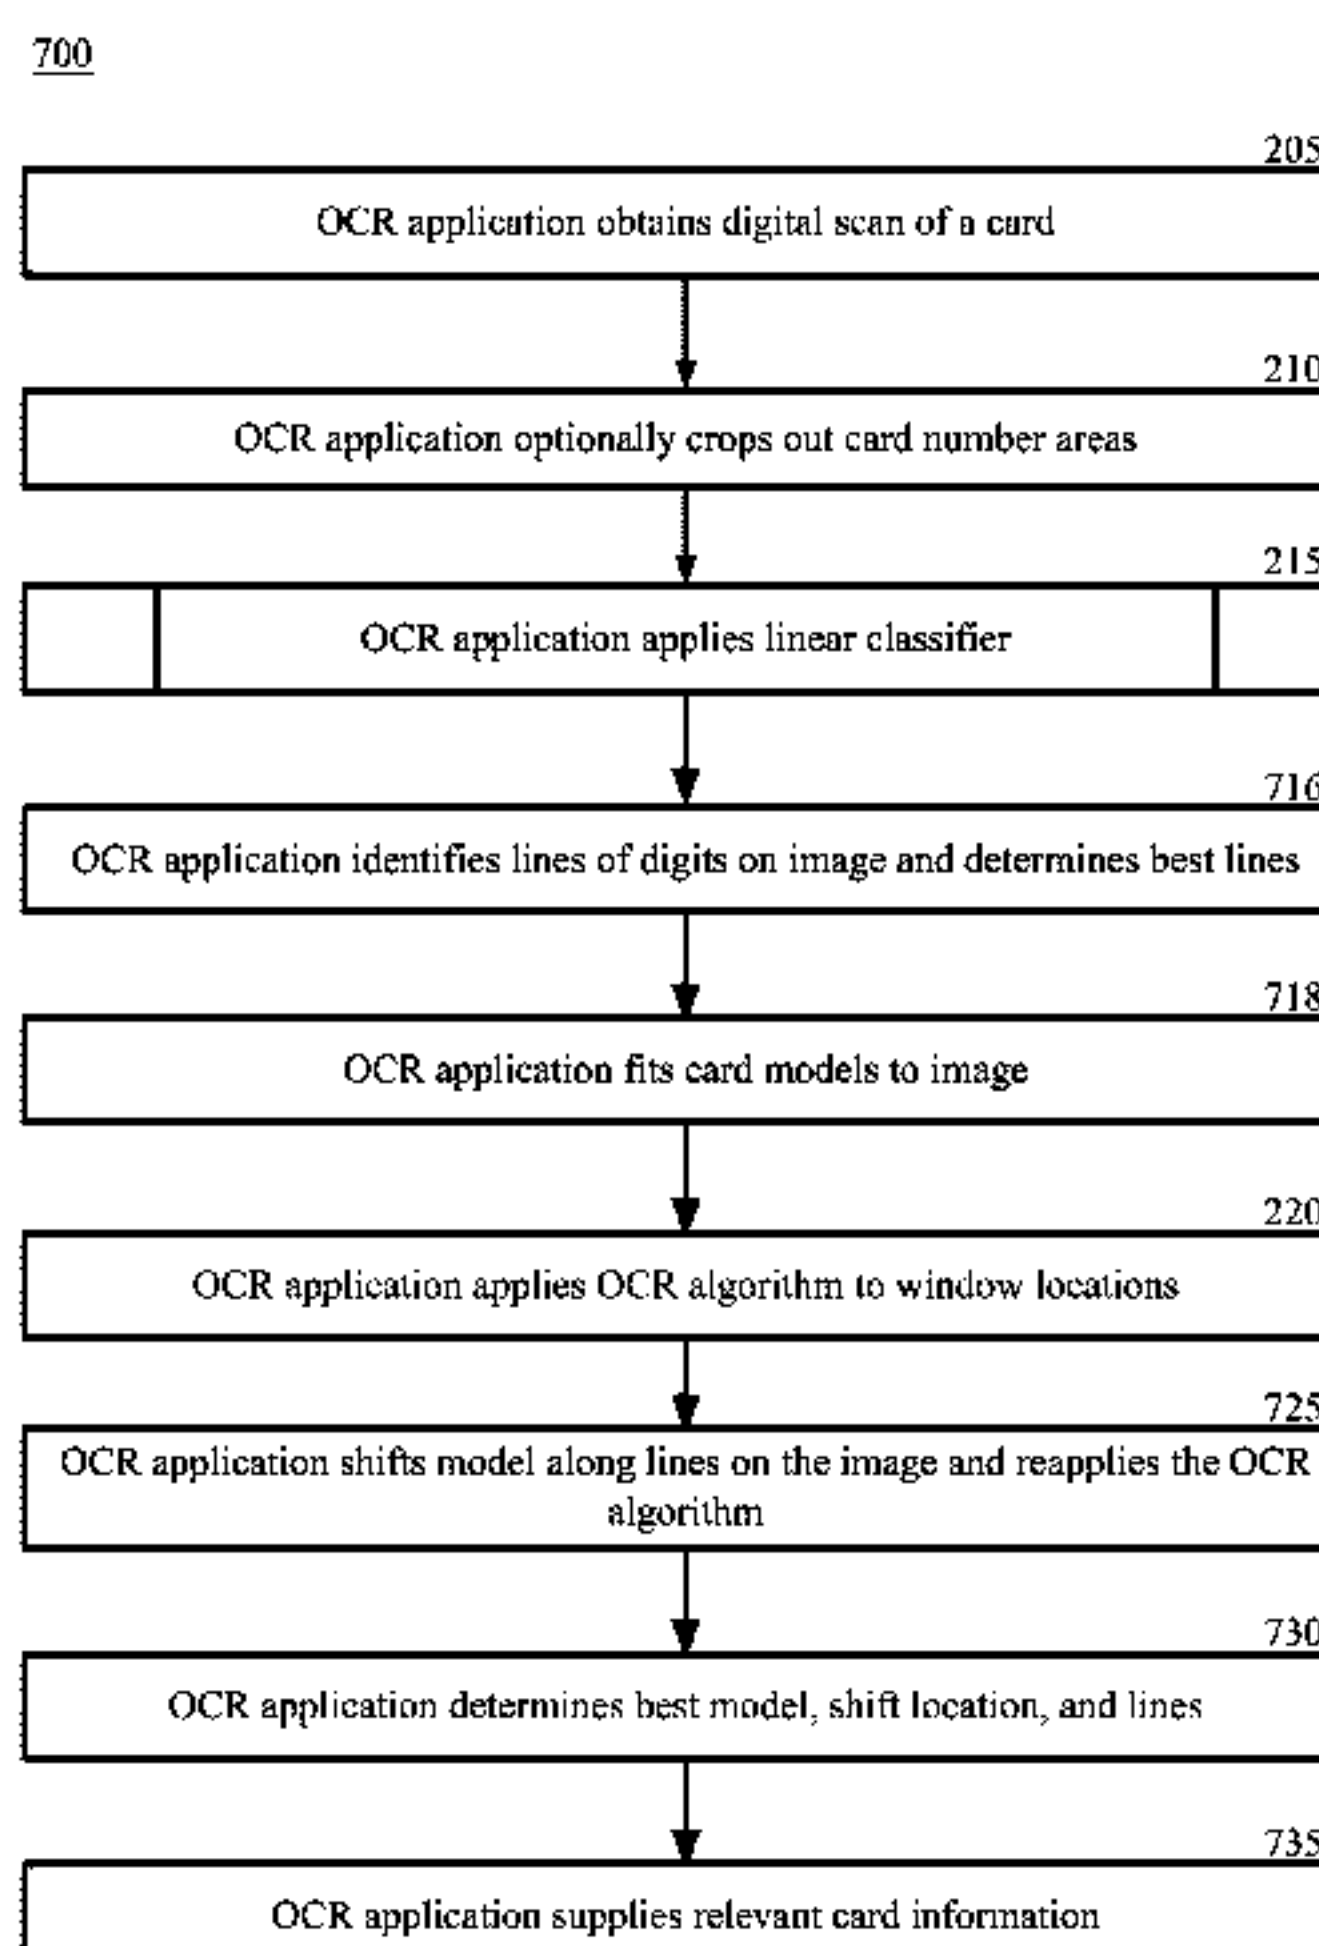 700
205
OCR application obtains digital scan of a card
210
OCR application optionally crops out card number areas
215
OCR application applies linear classifier
716
OCR application identifies lines of digits on image and determines best lines
718
OCR application fits card models to image
220
OCR application applies OCR algorithm to window locations
725
OCR application shifts model along lines on the image and reapplies the OCR
algorithm
730
OCR application determines best model, shift location, and lines
735
OCR application supplies relevant card information